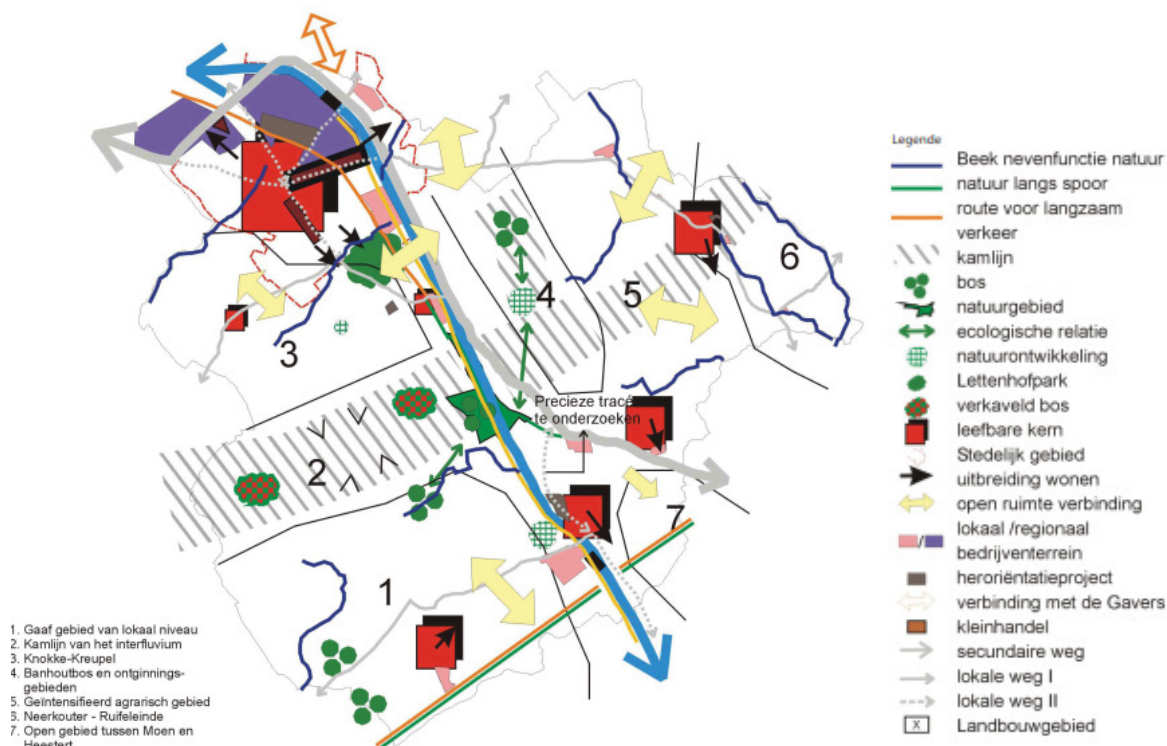 6
4
5
3
Precieze tracé
te onderzoeken
2
7
1
1. Gaaf gebied van lokaal niveau
2. Kamlijn van het interfluvium
3. Knokke-Kreupel
4. Banhoutbos en ontginnings-
gebieden
5. Geïntensifieerd agrarisch gebied
6. Neerkouter - Ruifeleinde
7. Open gebied tussen Moen en
Heestert
Legende
Beek nevenfunctie natuur
natuur langs spoor
route voor langzaam
verkeer
kamlijn
bos
natuurgebied
ecologische relatie
natuurontwikkeling
Lettenhofpark
verkaveld bos
leefbare kern
Stedelijk gebied
uitbreiding wonen
open ruimte verbinding
lokaal /regionaal
bedrijventerrein
heroriëntatieproject
verbinding met de Gavers
kleinhandel
secundaire weg
lokale weg I
lokale weg II
x Landbouwgebied